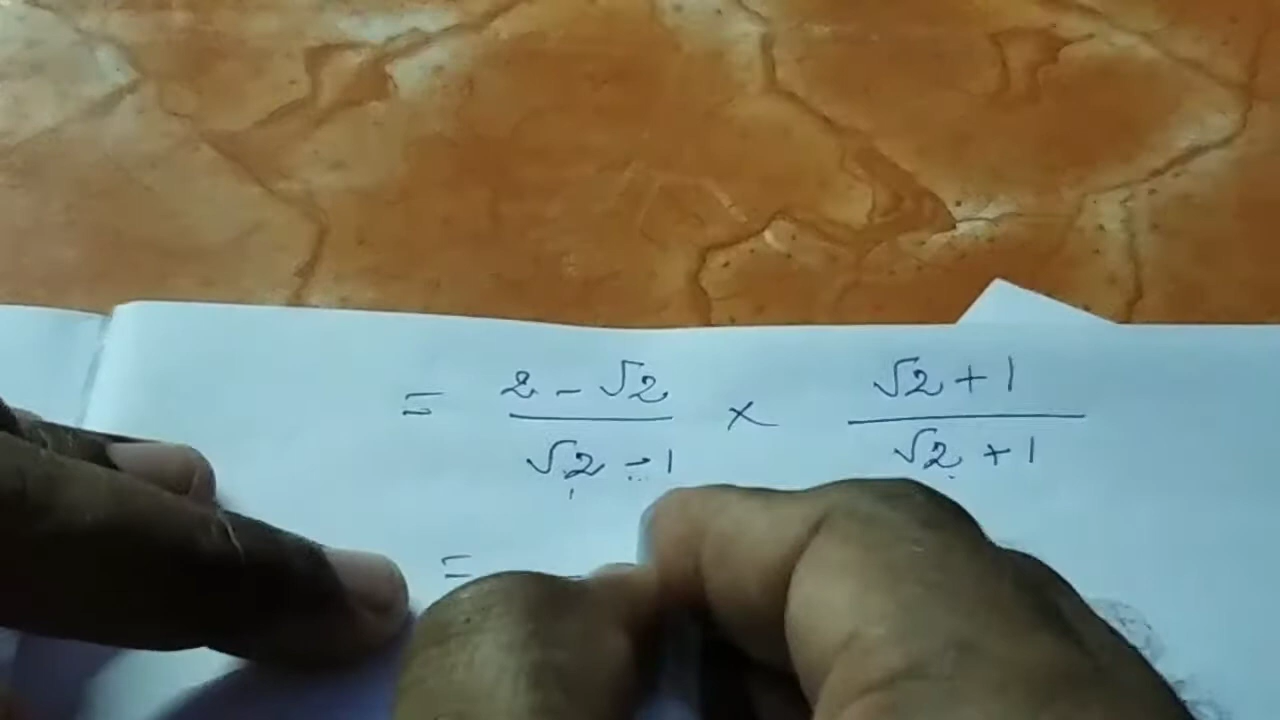 = 2 - √2 / √2 - 1 × √2 + 1 / √2 + 1
=